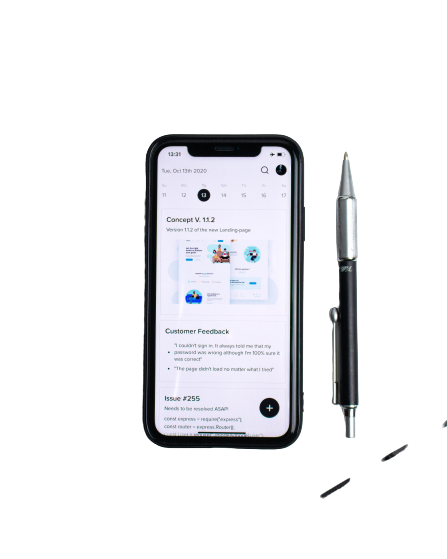 13:31
Tue, Oct 13th 2020
11 12 13 14 15 16 17
Concept V. 1.1.2
Version 1.1.2 of the new Landing-page
Customer Feedback
"I couldn't sign in. It always told me that my
password was wrong although I'm 100% sure it
was correct"
"The page didn't load no matter what I tried"
Issue #255
Needs to be resolved ASAP!
const express = require("express");
const router = express.Router();